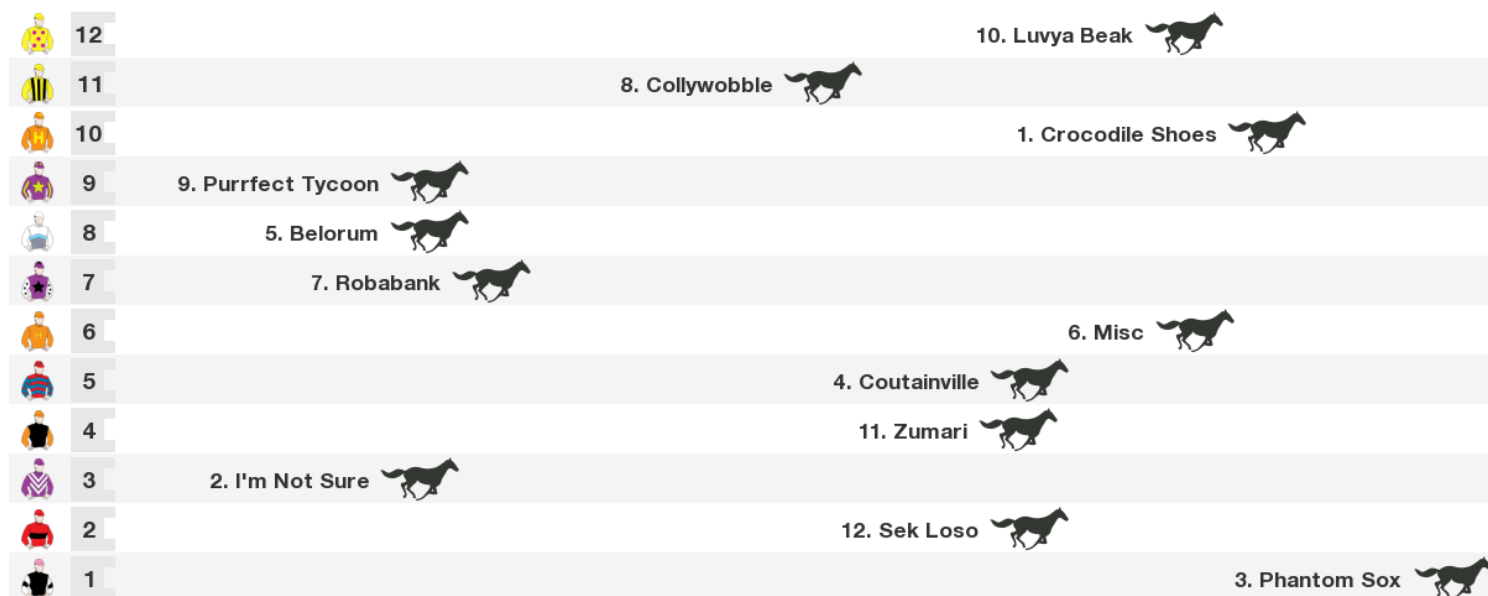 12 10. Luvya Beak
11 8. Collywobble
H 10 1. Crocodile Shoes
9 9. Purrfect Tycoon
8 5. Belorum
7 7. Robabank
H 6 6. Misc
5 4. Coutainville
4 11. Zumari
3 2. I'm Not Sure
2 12. Sek Loso
1 3. Phantom Sox